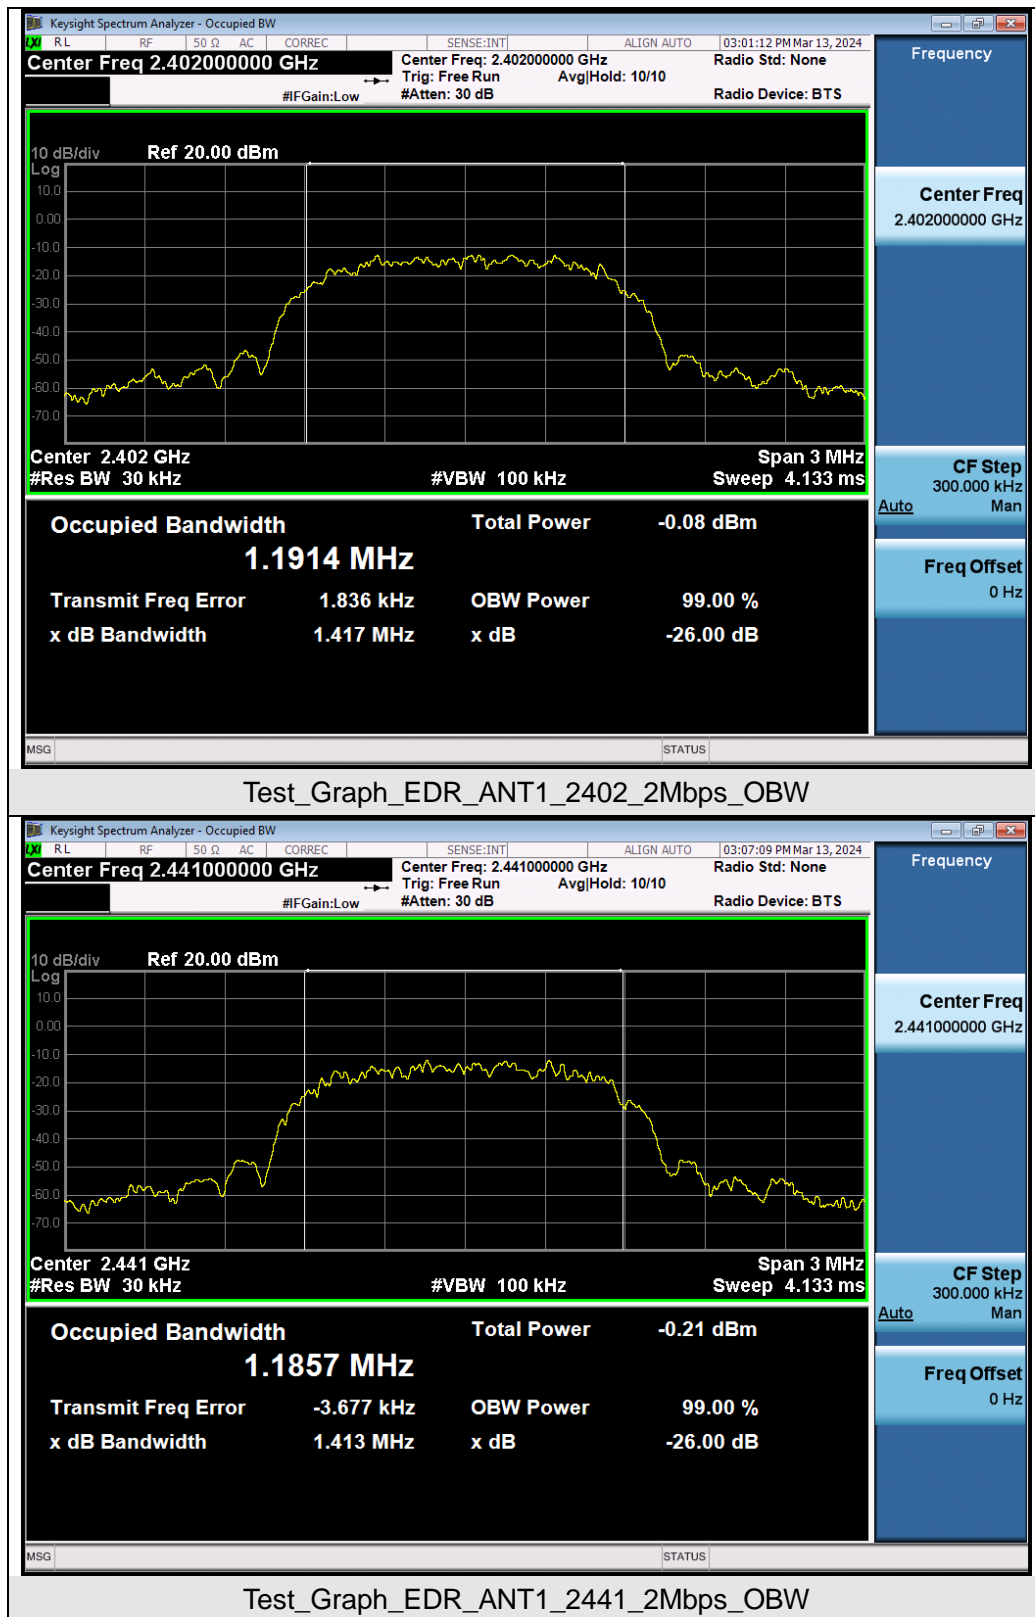 Keysight Spectrum Analyzer - Occupied BW
LXI RL RF 50 Ω AC CORREC SENSE:INT ALIGN AUTO 03:01:12 PM Mar 13, 2024
Center Freq 2.402000000 GHz
Center Freq: 2.402000000 GHz
Radio Std: None
Trig: Free Run Avg|Hold: 10/10
#IFGain:Low
#Atten: 30 dB
Radio Device: BTS
10 dB/div Ref 20.00 dBm
Log
10.0
0.00
-10.0
-20.0
-30.0
-40.0
-50.0
-60.0
-70.0
Center 2.402 GHz Span 3 MHz
#Res BW 30 kHz #VBW 100 kHz Sweep 4.133 ms
Occupied Bandwidth Total Power -0.08 dBm
1.1914 MHz
Transmit Freq Error 1.836 kHz OBW Power 99.00 %
x dB Bandwidth 1.417 MHz x dB -26.00 dB
MSG STATUS
Frequency
Center Freq
2.402000000 GHz
CF Step
300.000 kHz
Auto Man
Freq Offset
0 Hz
Test_Graph_EDR_ANT1_2402_2Mbps_OBW
Keysight Spectrum Analyzer - Occupied BW
LXI RL RF 50 Ω AC CORREC SENSE:INT ALIGN AUTO 03:07:09 PM Mar 13, 2024
Center Freq 2.441000000 GHz
Center Freq: 2.441000000 GHz
Radio Std: None
Trig: Free Run Avg|Hold: 10/10
#IFGain:Low
#Atten: 30 dB
Radio Device: BTS
10 dB/div Ref 20.00 dBm
Log
10.0
0.00
-10.0
-20.0
-30.0
-40.0
-50.0
-60.0
-70.0
Center 2.441 GHz Span 3 MHz
#Res BW 30 kHz #VBW 100 kHz Sweep 4.133 ms
Occupied Bandwidth Total Power -0.21 dBm
1.1857 MHz
Transmit Freq Error -3.677 kHz OBW Power 99.00 %
x dB Bandwidth 1.413 MHz x dB -26.00 dB
MSG STATUS
Frequency
Center Freq
2.441000000 GHz
CF Step
300.000 kHz
Auto Man
Freq Offset
0 Hz
Test_Graph_EDR_ANT1_2441_2Mbps_OBW